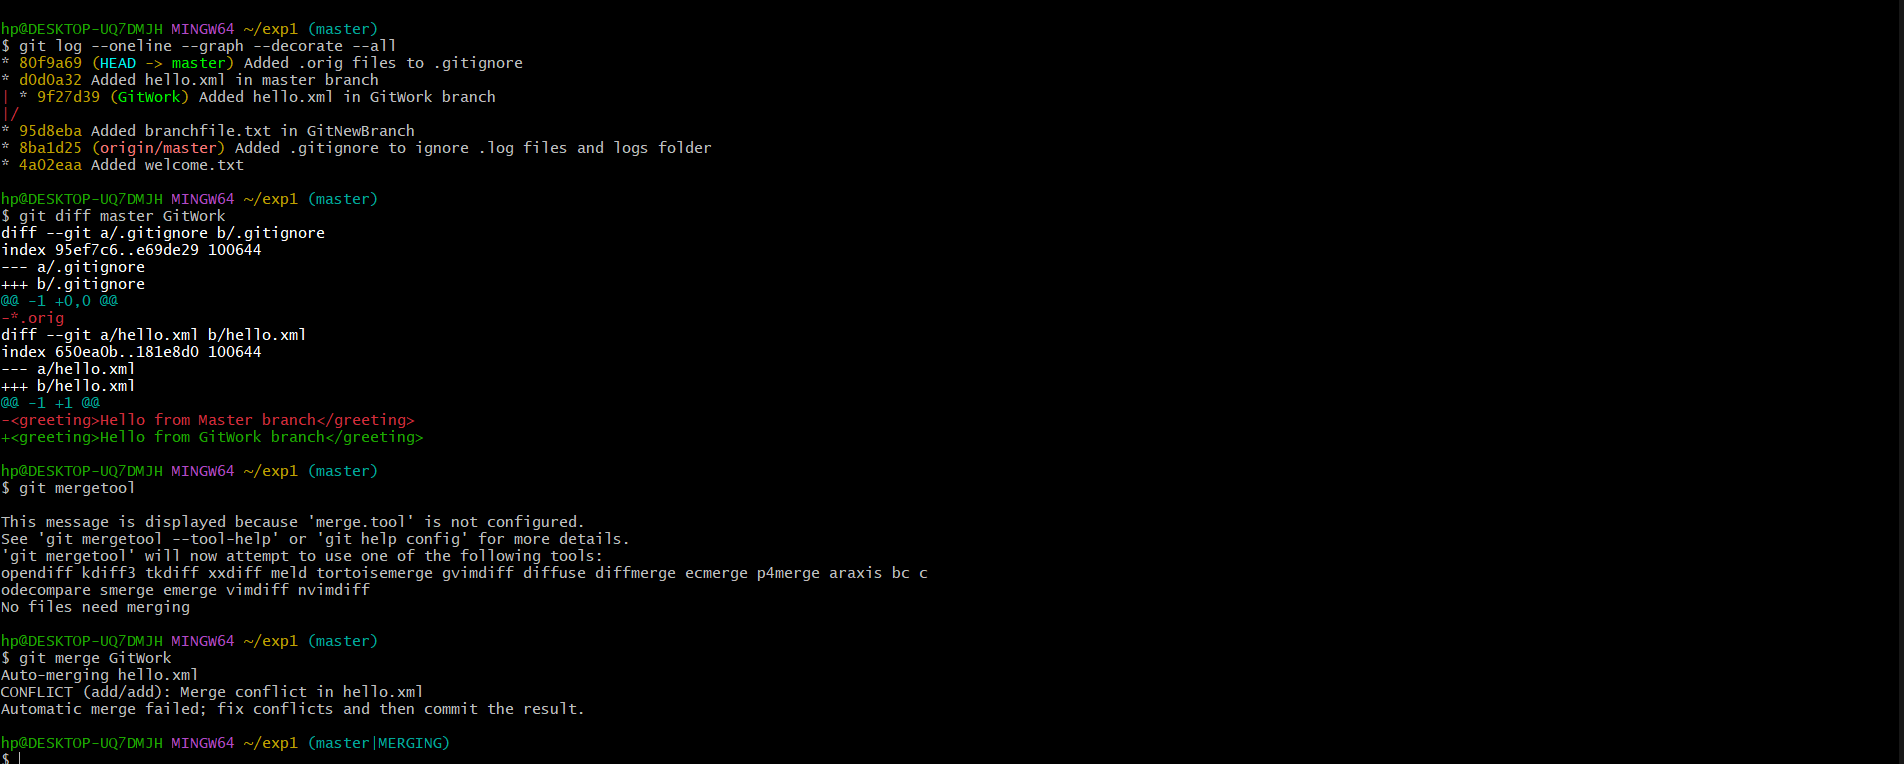 hp@DESKTOP-UQ7DMJH MINGW64 ~/exp1 (master)
$ git log --oneline --graph --decorate --all
* 80f9a69 (HEAD -> master) Added .orig files to .gitignore
* d0d0a32 Added hello.xml in master branch
| * 9f27d39 (GitWork) Added hello.xml in GitWork branch
|/
* 95d8eba Added branchfile.txt in GitNewBranch
* 8ba1d25 (origin/master) Added .gitignore to ignore .log files and logs folder
* 4a02eaa Added welcome.txt
hp@DESKTOP-UQ7DMJH MINGW64 ~/exp1 (master)
$ git diff master GitWork
diff --git a/.gitignore b/.gitignore
index 95ef7c6..e69de29 100644
--- a/.gitignore
+++ b/.gitignore
@@ -1 +0,0 @@
-*.orig
diff --git a/hello.xml b/hello.xml
index 650ea0b..181e8d0 100644
--- a/hello.xml
+++ b/hello.xml
@@ -1 +1 @@
-<greeting>Hello from Master branch</greeting>
+<greeting>Hello from GitWork branch</greeting>
hp@DESKTOP-UQ7DMJH MINGW64 ~/exp1 (master)
$ git mergetool
This message is displayed because 'merge.tool' is not configured.
See 'git mergetool --tool-help' or 'git help config' for more details.
'git mergetool' will now attempt to use one of the following tools:
opendiff kdiff3 tkdiff xxdiff meld tortoisemerge gvimdiff diffuse diffmerge ecmerge p4merge araxis bc c
odecompare smerge emerge vimdiff nvimdiff
No files need merging
hp@DESKTOP-UQ7DMJH MINGW64 ~/exp1 (master)
$ git merge GitWork
Auto-merging hello.xml
CONFLICT (add/add): Merge conflict in hello.xml
Automatic merge failed; fix conflicts and then commit the result.
hp@DESKTOP-UQ7DMJH MINGW64 ~/exp1 (master|MERGING)
$